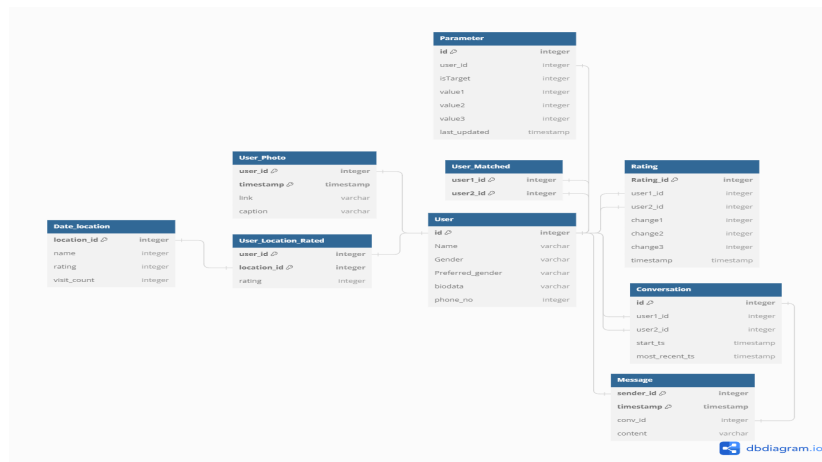 Parameter
id integer
user_id integer
isTarget integer
value1 integer
value2 integer
value3 integer
last_updated timestamp
User_Photo
user_id integer
timestamp timestamp
link varchar
caption varchar
User_Matched
user1_id integer
user2_id integer
Rating
Rating_id integer
user1_id integer
user2_id integer
change1 integer
change2 integer
change3 integer
timestamp timestamp
Date_location
location_id integer
name integer
rating integer
visit_count integer
User_Location_Rated
user_id integer
location_id integer
rating integer
User
id integer
Name varchar
Gender varchar
Preferred_gender varchar
biodata varchar
phone_no integer
Conversation
id integer
user1_id integer
user2_id integer
start_ts timestamp
most_recent_ts timestamp
Message
sender_id integer
timestamp timestamp
conv_id integer
content varchar
dbdiagram.io